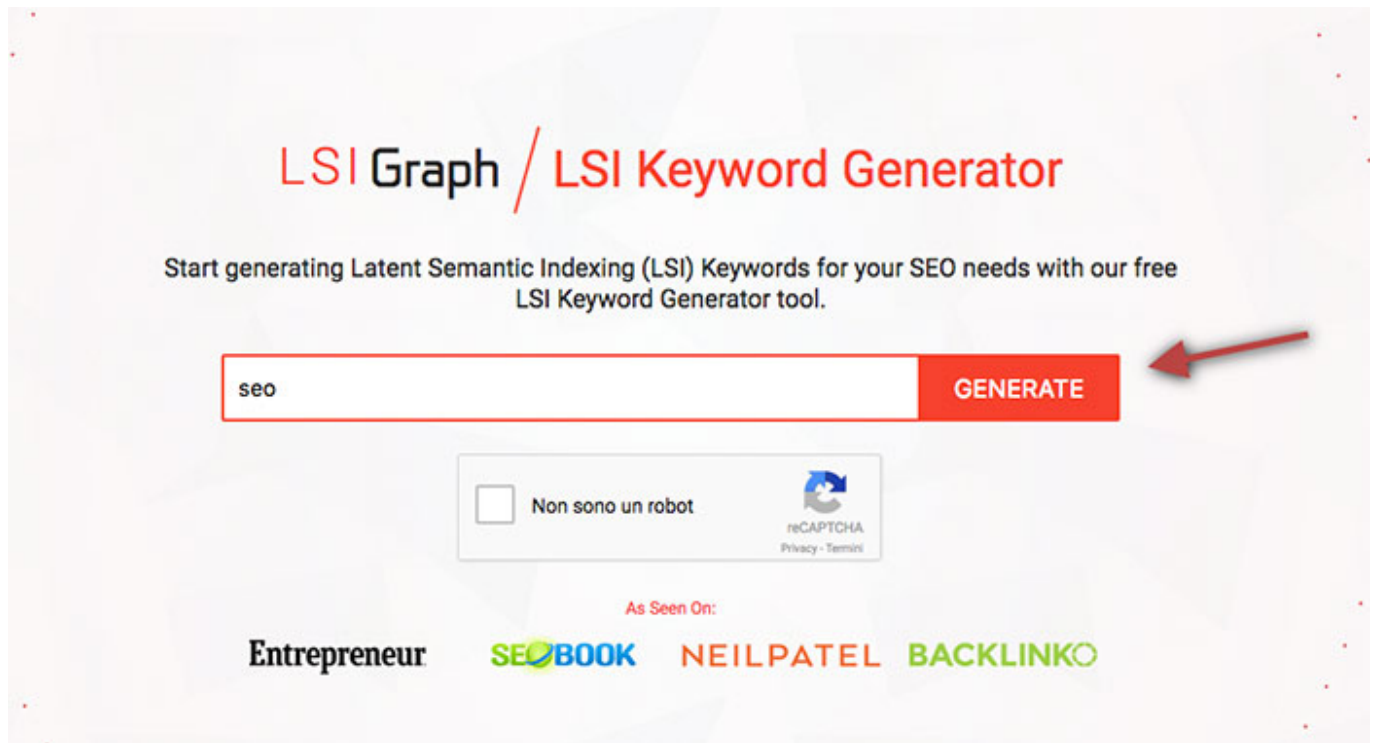 LSI Graph / LSI Keyword Generator
Start generating Latent Semantic Indexing (LSI) Keywords for your SEO needs with our free
LSI Keyword Generator tool.
seo
GENERATE
Non sono un robot
reCAPTCHA
Privacy - Termini
As Seen On:
Entrepreneur SEOBOOK NEILPATEL BACKLINKO